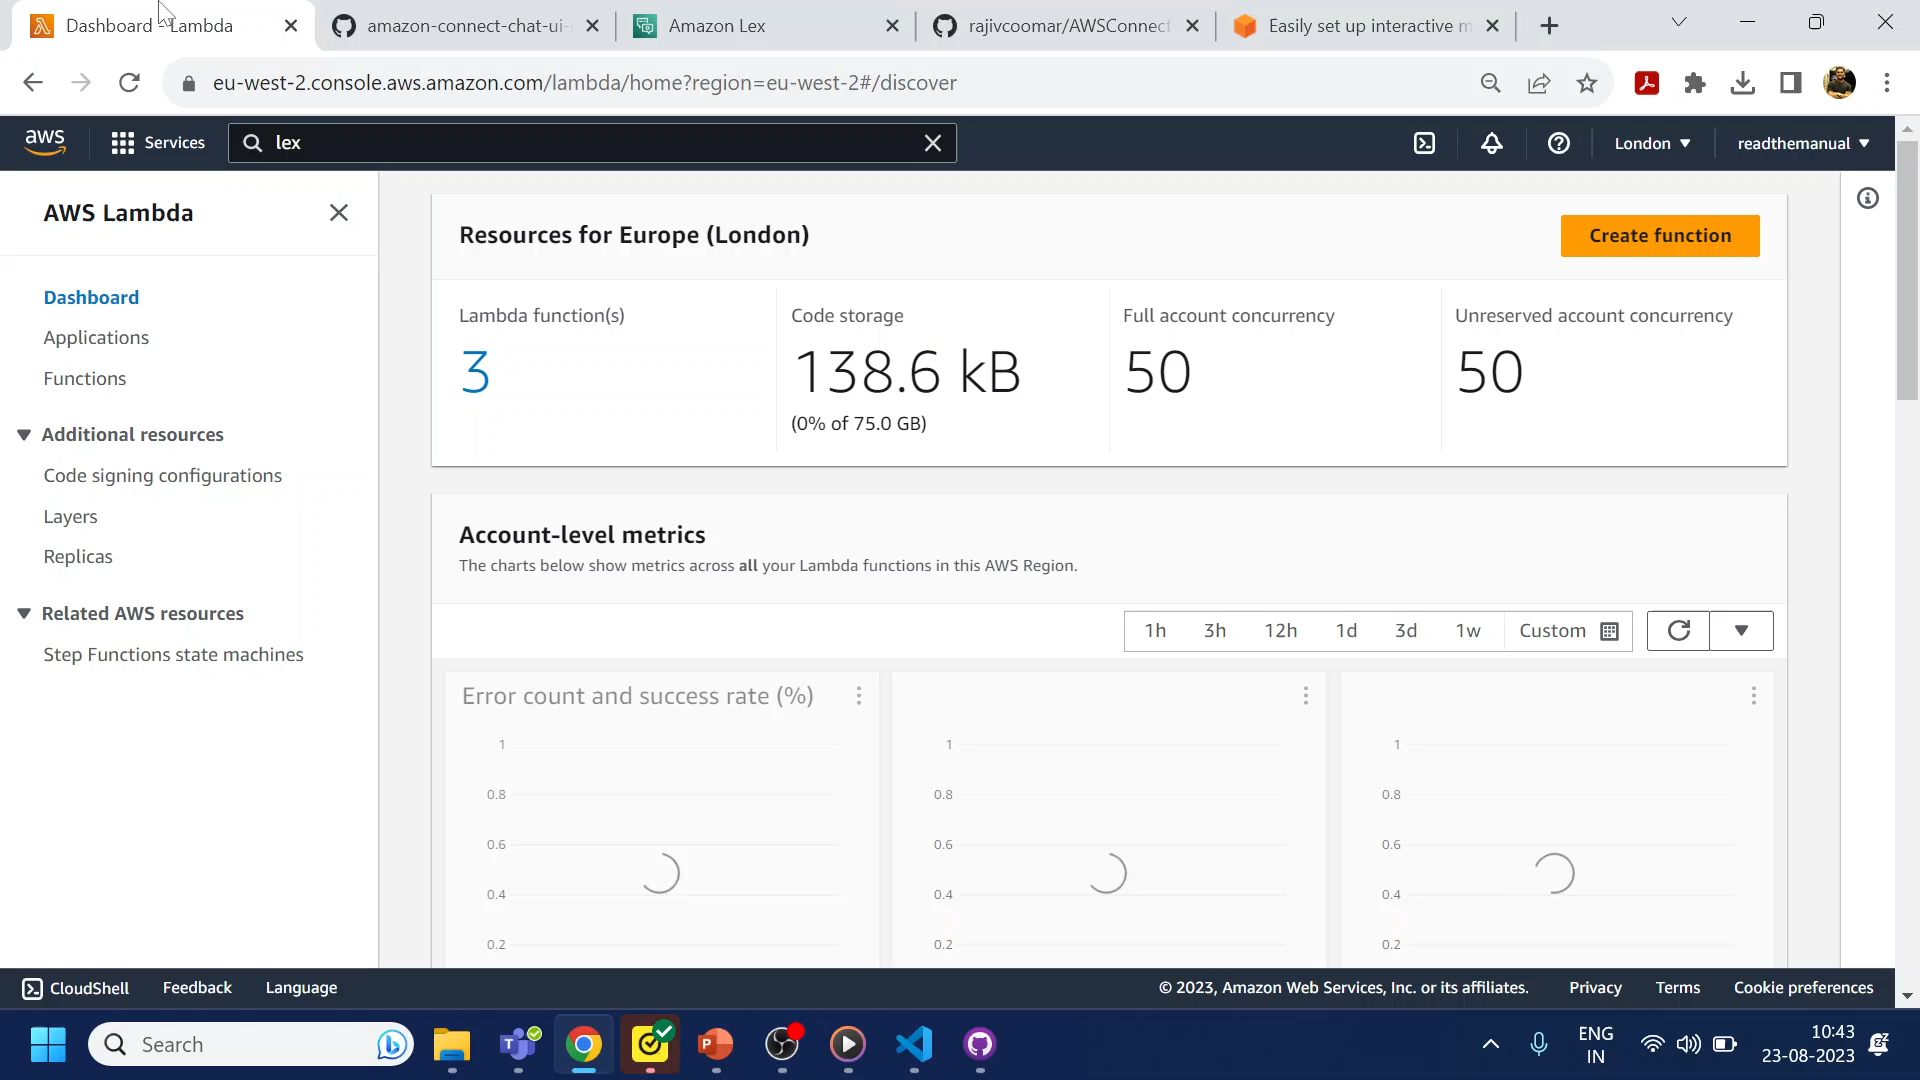 Dashboard - Lambda
amazon-connect-chat-ui-
Amazon Lex
rajivcoomar/AWSConnect
Easily set up interactive m
eu-west-2.console.aws.amazon.com/lambda/home?region=eu-west-2#/discover
aws
Services
lex
London
readthemanual
AWS Lambda
Dashboard
Applications
Functions
Additional resources
Code signing configurations
Layers
Replicas
Related AWS resources
Step Functions state machines
Resources for Europe (London)
Create function
Lambda function(s)
3
Code storage
138.6 kB
(0% of 75.0 GB)
Full account concurrency
50
Unreserved account concurrency
50
Account-level metrics
The charts below show metrics across all your Lambda functions in this AWS Region.
1h 3h 12h 1d 3d 1w Custom
Error count and success rate (%)
1
0.8
0.6
0.4
0.2
1
0.8
0.6
0.4
0.2
1
0.8
0.6
0.4
0.2
CloudShell
Feedback
Language
© 2023, Amazon Web Services, Inc. or its affiliates.
Privacy
Terms
Cookie preferences
Search
ENG
IN
10:43
23-08-2023